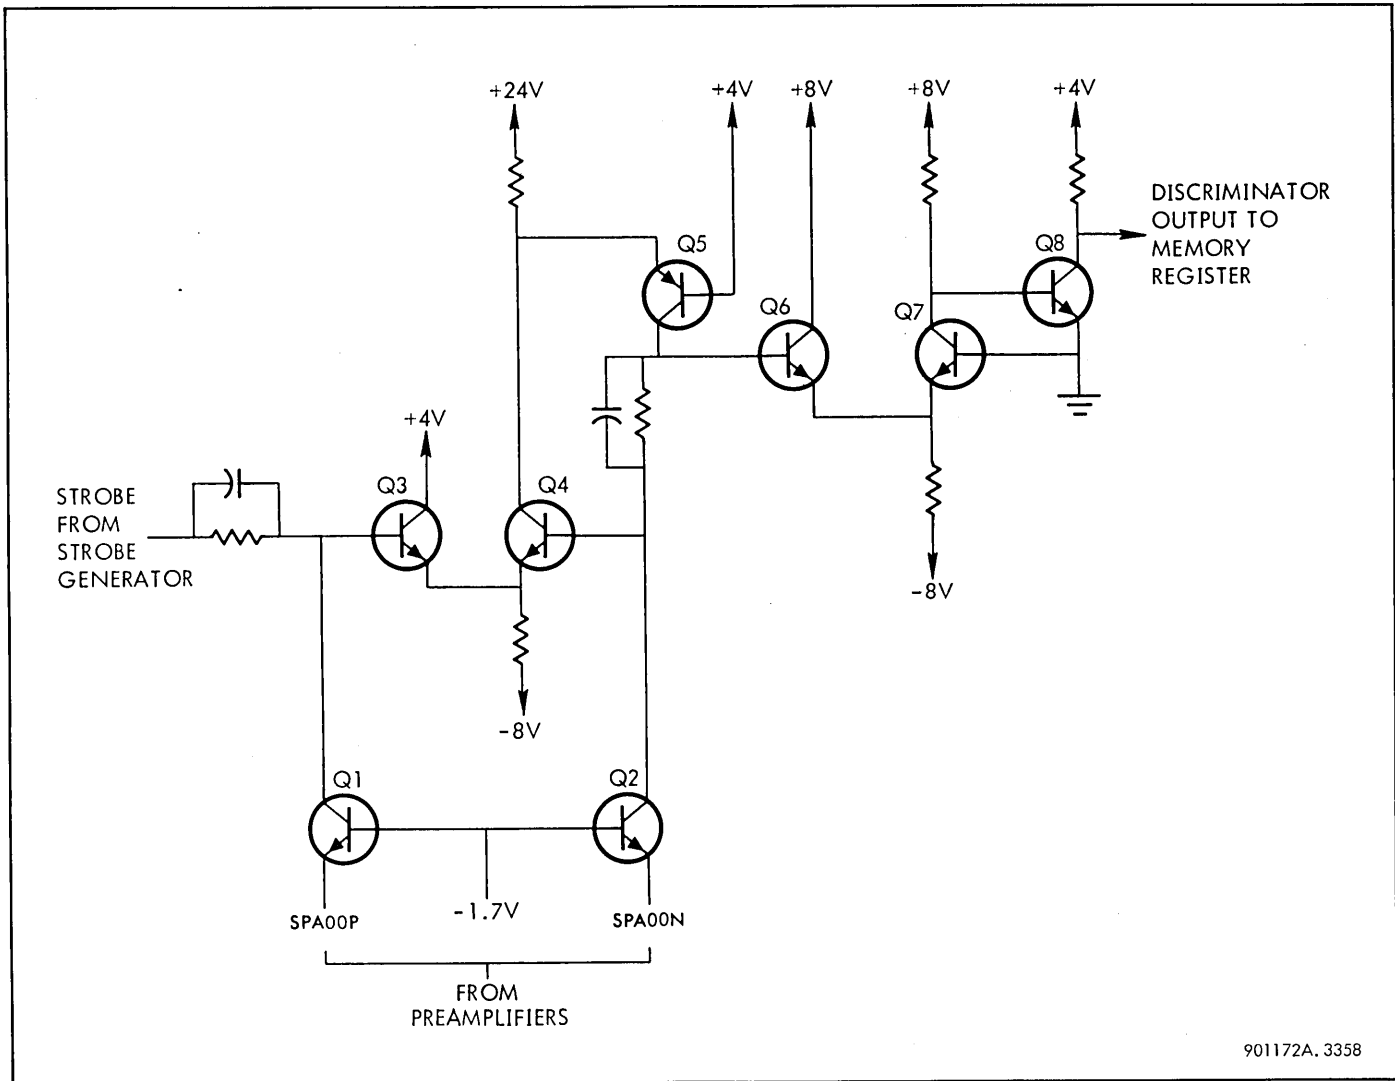 +24V
+4V
+8V
+8V
+4V
DISCRIMINATOR
OUTPUT TO
MEMORY
REGISTER
Q5
Q8
Q6
Q7
+4V
Q3
Q4
STROBE
FROM
STROBE
GENERATOR
-8V
-8V
Q1
Q2
SPA00P
-1.7V
SPA00N
FROM
PREAMPLIFIERS
901172A. 3358